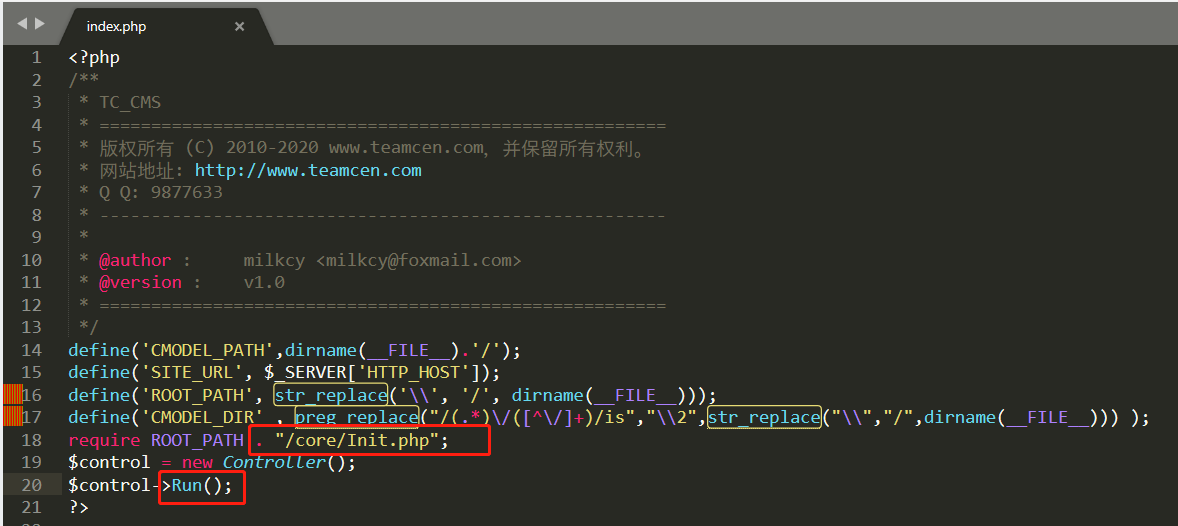 index.php ×
1 <?php
2 /**
3  * TC_CMS
4  * =======================================================
5  * 版权所有 (C) 2010-2020 www.teamcen.com，并保留所有权利。
6  * 网站地址: http://www.teamcen.com
7  * Q Q: 9877633
8  * -------------------------------------------------------
9  *
10  * @author :     milkcy <milkcy@foxmail.com>
11  * @version :    v1.0
12  * =======================================================
13  */
14 define('CMODEL_PATH',dirname(__FILE__).'/');
15 define('SITE_URL', $_SERVER['HTTP_HOST']);
16 define('ROOT_PATH', str_replace('\\', '/', dirname(__FILE__)));
17 define('CMODEL_DIR' , preg_replace("/(.*)\/([^\/]+)/is","\\2",str_replace("\\","/",dirname(__FILE__))) );
18 require ROOT_PATH . "/core/Init.php";
19 $control = new Controller();
20 $control->Run();
21 ?>